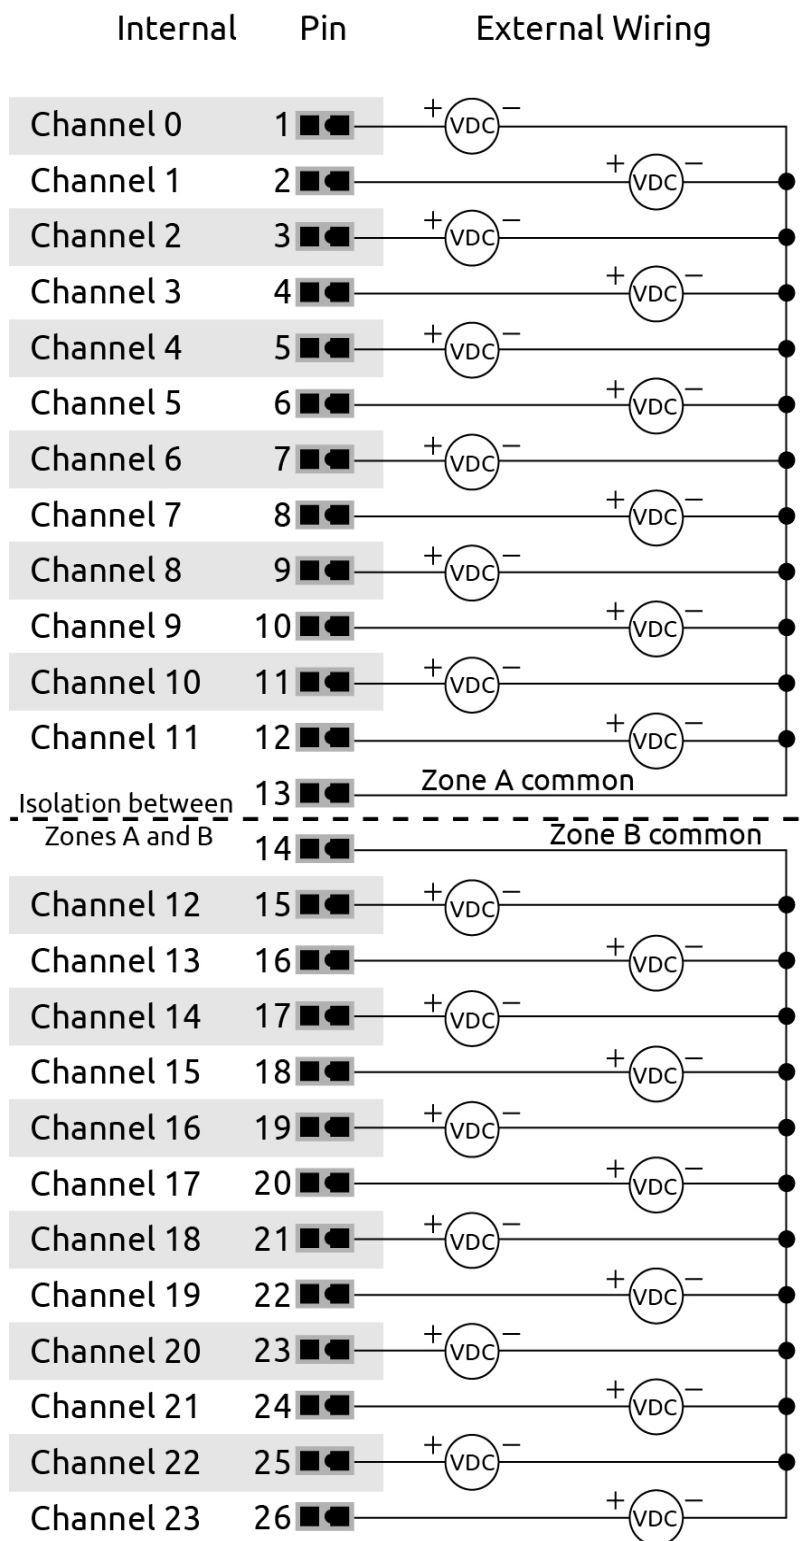 Internal Pin External Wiring
Channel 0 1 + VDC −
Channel 1 2 + VDC −
Channel 2 3 + VDC −
Channel 3 4 + VDC −
Channel 4 5 + VDC −
Channel 5 6 + VDC −
Channel 6 7 + VDC −
Channel 7 8 + VDC −
Channel 8 9 + VDC −
Channel 9 10 + VDC −
Channel 10 11 + VDC −
Channel 11 12 + VDC −
13 Zone A common
Isolation between
Zones A and B
14 Zone B common
Channel 12 15 + VDC −
Channel 13 16 + VDC −
Channel 14 17 + VDC −
Channel 15 18 + VDC −
Channel 16 19 + VDC −
Channel 17 20 + VDC −
Channel 18 21 + VDC −
Channel 19 22 + VDC −
Channel 20 23 + VDC −
Channel 21 24 + VDC −
Channel 22 25 + VDC −
Channel 23 26 + VDC −